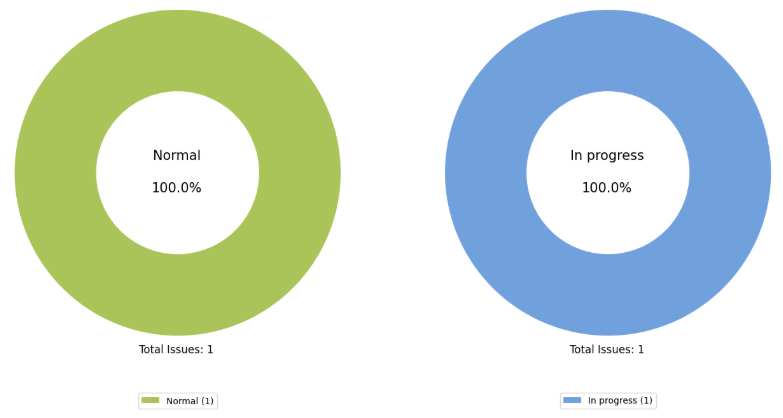 Normal
100.0%
Total Issues: 1
Normal (1)
In progress
100.0%
Total Issues: 1
In progress (1)